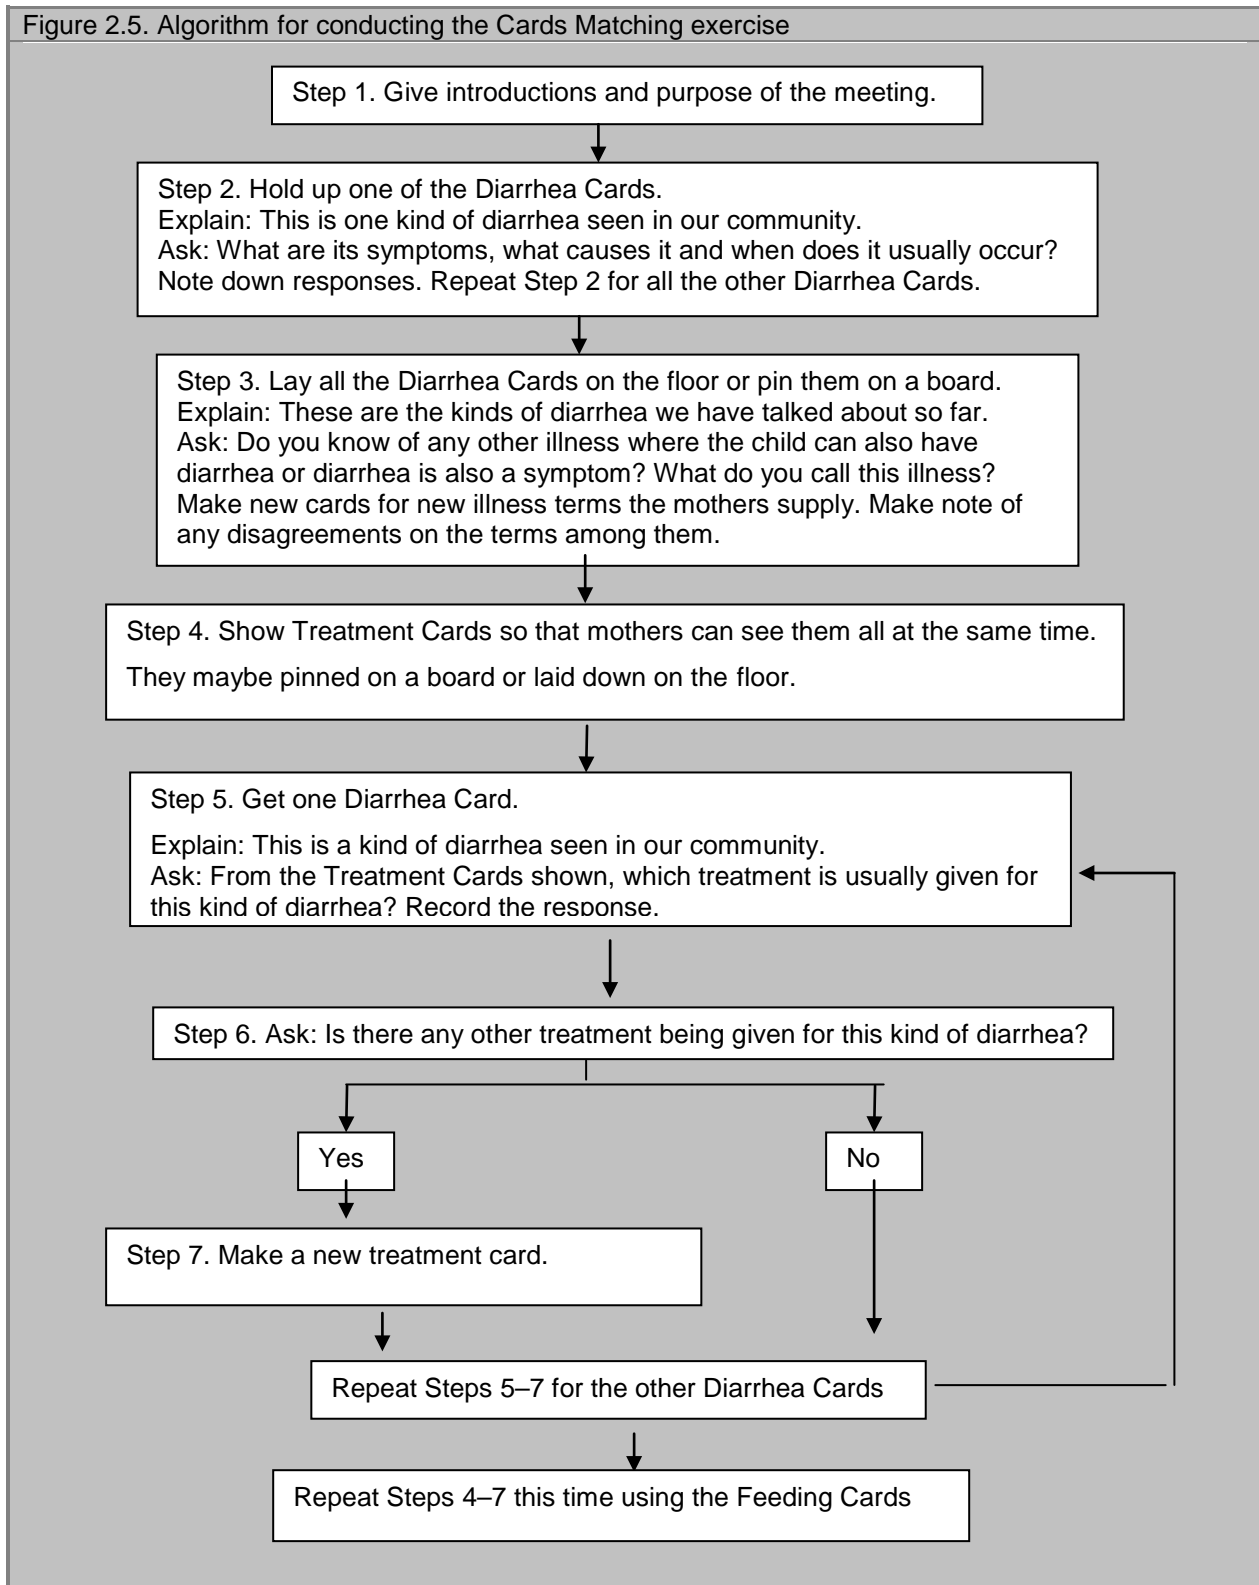 Figure 2.5. Algorithm for conducting the Cards Matching exercise
Step 1. Give introductions and purpose of the meeting.
Step 2. Hold up one of the Diarrhea Cards.
Explain: This is one kind of diarrhea seen in our community.
Ask: What are its symptoms, what causes it and when does it usually occur?
Note down responses. Repeat Step 2 for all the other Diarrhea Cards.
Step 3. Lay all the Diarrhea Cards on the floor or pin them on a board.
Explain: These are the kinds of diarrhea we have talked about so far.
Ask: Do you know of any other illness where the child can also have
diarrhea or diarrhea is also a symptom? What do you call this illness?
Make new cards for new illness terms the mothers supply. Make note of
any disagreements on the terms among them.
Step 4. Show Treatment Cards so that mothers can see them all at the same time.
They maybe pinned on a board or laid down on the floor.
Step 5. Get one Diarrhea Card.
Explain: This is a kind of diarrhea seen in our community.
Ask: From the Treatment Cards shown, which treatment is usually given for
this kind of diarrhea? Record the response.
Step 6. Ask: Is there any other treatment being given for this kind of diarrhea?
Yes
No
Step 7. Make a new treatment card.
Repeat Steps 5–7 for the other Diarrhea Cards
Repeat Steps 4–7 this time using the Feeding Cards